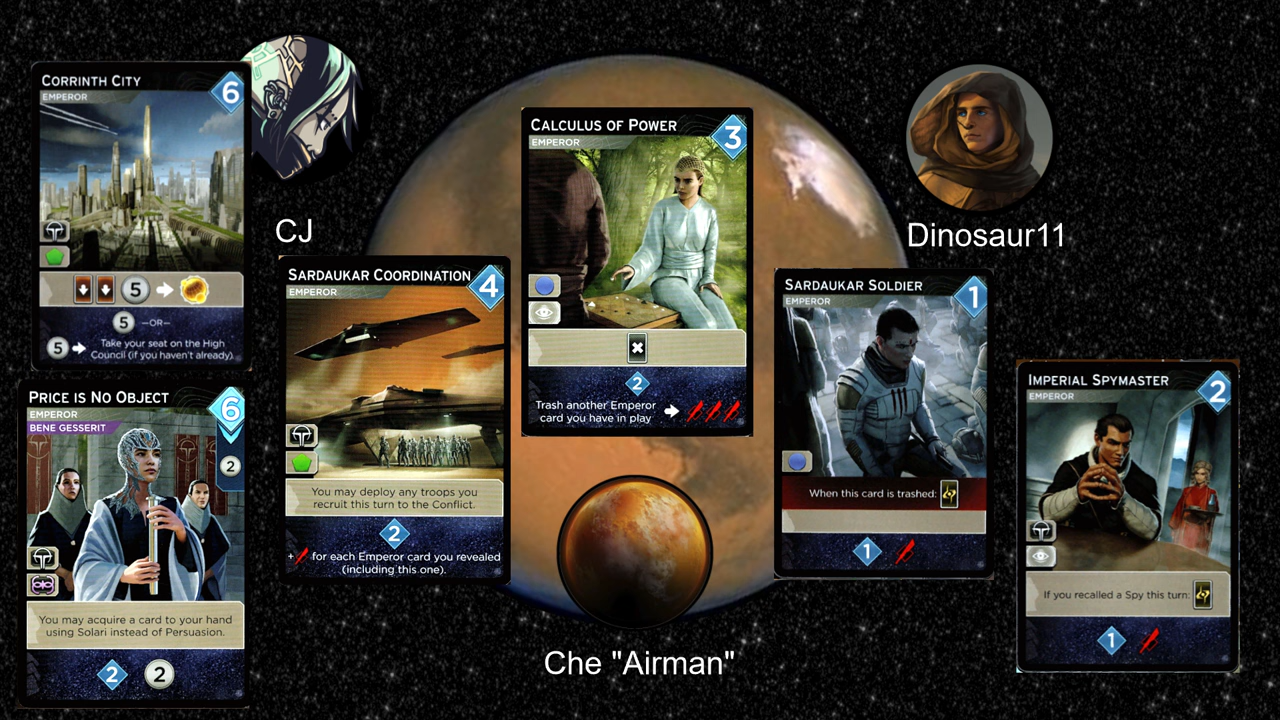 CORRINTH CITY
6
EMPEROR
5
5
—OR—
5
Take your seat on the High
Council (if you haven't already).
PRICE IS NO OBJECT
6
EMPEROR
BENE GESSERIT
2
You may acquire a card to your hand
using Solari instead of Persuasion.
2
2
CJ
SARDAUKAR COORDINATION
4
EMPEROR
You may deploy any troops you
recruit this turn to the Conflict.
2
+ for each Emperor card you revealed
(including this one).
CALCULUS OF POWER
3
EMPEROR
2
Trash another Emperor
card you have in play
Che "Airman"
Dinosaur11
SARDAUKAR SOLDIER
1
EMPEROR
When this card is trashed:
1
IMPERIAL SPYMASTER
2
EMPEROR
If you recalled a Spy this turn:
1